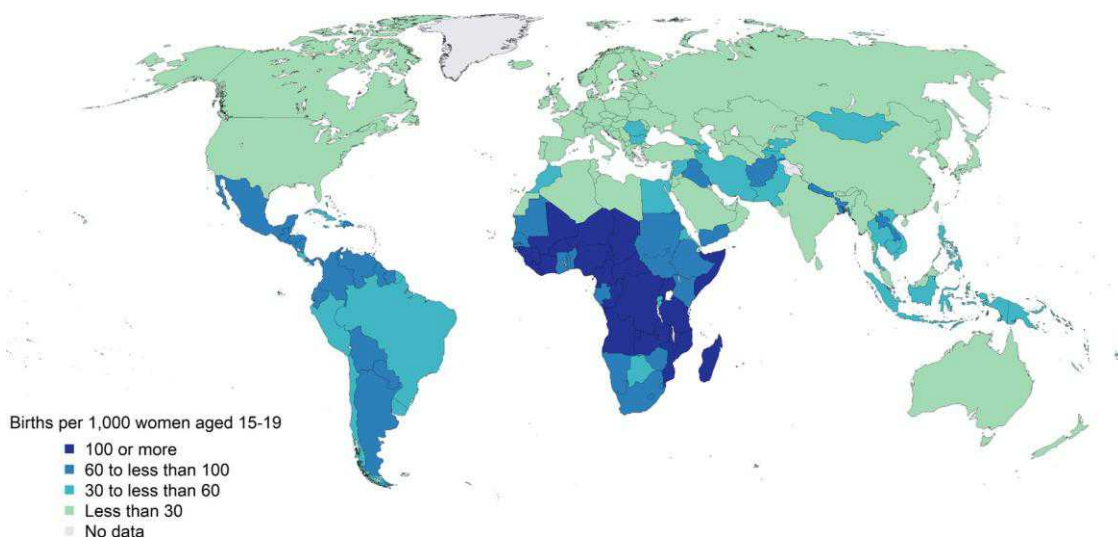 Births per 1,000 women aged 15-19
100 or more
60 to less than 100
30 to less than 60
Less than 30
No data